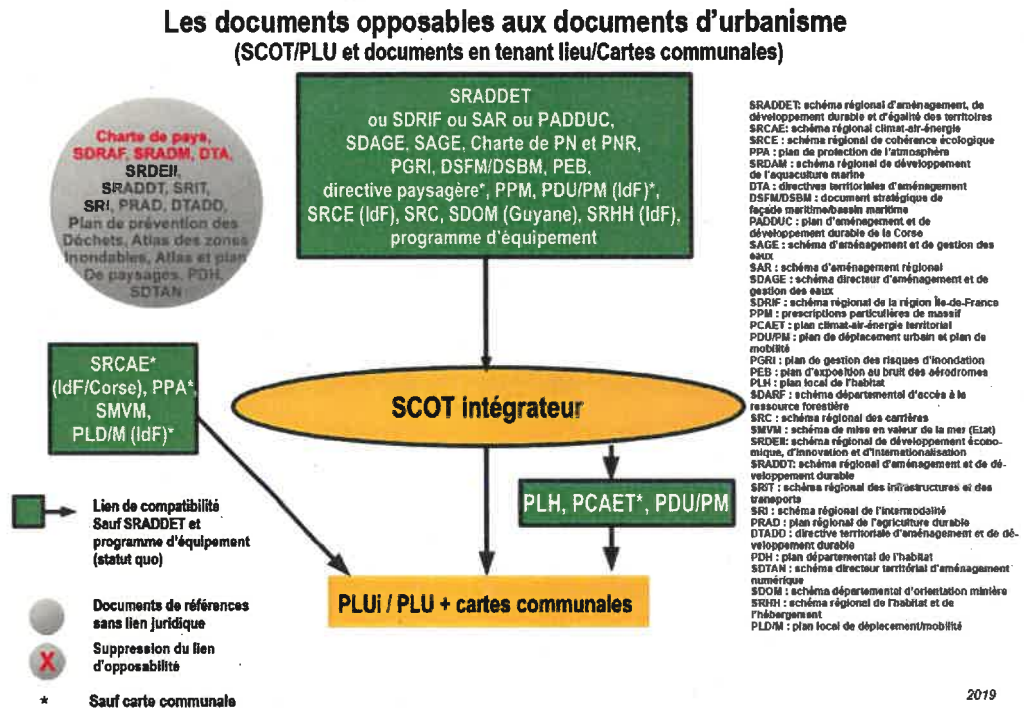 Les documents opposables aux documents d'urbanisme
(SCOT/PLU et documents en tenant lieu/Cartes communales)
Charte de pays,
SDRAF, SRADM, DTA,
SRDEII,
SRADDT, SRIT,
SRI, PRAD, DTADD,
Plan de prévention des
Déchets, Atlas des zones
Inondables, Atlas et plan
De paysages, PDH,
SDTAN
SRADDET
ou SDRIF ou SAR ou PADDUC,
SDAGE, SAGE, Charte de PN et PNR,
PGRI, DSFM/DSBM, PEB,
directive paysagère*, PPM, PDU/PM (IdF)*,
SRCE (IdF), SRC, SDOM (Guyane), SRHH (IdF),
programme d'équipement
SRCAE*
(IdF/Corse), PPA*,
SMVM,
PLD/M (IdF)*
SCOT intégrateur
PLH, PCAET*, PDU/PM
PLUi / PLU + cartes communales
Lien de compatibilité
Sauf SRADDET et
programme d'équipement
(statut quo)
Documents de références
sans lien juridique
X
Suppression du lien
d'opposabilité
* Sauf carte communale
SRADDET: schéma régional d'aménagement, de
développement durable et d'égalité des territoires
SRCAE: schéma régional climat-air-énergie
SRCE : schéma régional de cohérence écologique
PPA : plan de protection de l'atmosphère
SRDAM : schéma régional de développement
de l'aquaculture marine
DTA : directives territoriales d'aménagement
DSFM/DSBM : document stratégique de
façade maritime/bassin maritime
PADDUC : plan d'aménagement et de
développement durable de la Corse
SAGE : schéma d'aménagement et de gestion des
eaux
SAR : schéma d'aménagement régional
SDAGE : schéma directeur d'aménagement et de
gestion des eaux
SDRIF : schéma régional de la région Île-de-France
PPM : prescriptions particulières de massif
PCAET : plan climat-air-énergie territorial
PDU/PM : plan de déplacement urbain et plan de
mobilité
PGRI : plan de gestion des risques d'inondation
PEB : plan d'exposition au bruit des aérodromes
PLH : plan local de l'habitat
SDARF : schéma départemental d'accès à la
ressource forestière
SRC : schéma régional des carrières
SMVM : schéma de mise en valeur de la mer (Etat)
SRDEII: schéma régional de développement écono-
mique, d'innovation et d'internationalisation
SRADDT: schéma régional d'aménagement et de dé-
veloppement durable
SRIT : schéma régional des infrastructures et des
transports
SRI : schéma régional de l'intermodalité
PRAD : plan régional de l'agriculture durable
DTADD : directive territoriale d'aménagement et de dé-
veloppement durable
PDH : plan départemental de l'habitat
SDTAN : schéma directeur territorial d'aménagement
numérique
SDOM : schéma départemental d'orientation minière
SRHH : schéma régional de l'habitat et de
l'hébergement
PLD/M : plan local de déplacement/mobilité
2019